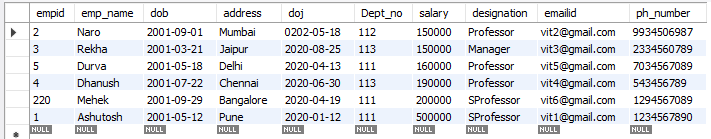 empid emp_name dob address doj Dept_no salary designation emailid ph_number
2 Naro 2001-09-01 Mumbai 0202-05-18 112 150000 Professor vit2@gmail.com 9934506987
3 Rekha 2001-03-21 Jaipur 2020-08-25 113 150000 Manager vit3@gmail.com 2334560789
5 Durva 2001-05-18 Delhi 2020-04-13 111 160000 Professor vit5@gmail.com 7034567089
4 Dhanush 2001-07-22 Chennai 2020-06-30 113 190000 Professor vit4@gmail.com 543456789
220 Mehek 2001-09-29 Bangalore 2020-04-19 111 200000 SProfessor vit6@gmail.com 1294567089
1 Ashutosh 2001-05-12 Pune 2020-01-12 111 500000 SProfessor vit1@gmail.com 1234567890
NULL NULL NULL NULL NULL NULL NULL NULL NULL NULL